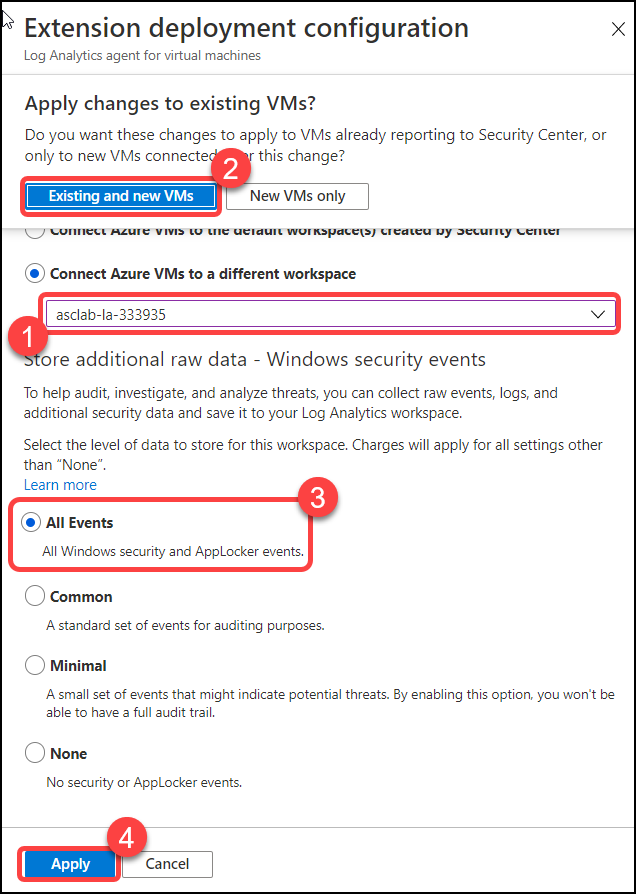 Extension deployment configuration
Log Analytics agent for virtual machines
Apply changes to existing VMs?
Do you want these changes to apply to VMs already reporting to Security Center, or
only to new VMs connected for this change?
2
Existing and new VMs
New VMs only
Connect Azure VMs to the default workspace(s) created by Security Center
Connect Azure VMs to a different workspace
asclab-la-333935
1
Store additional raw data - Windows security events
To help audit, investigate, and analyze threats, you can collect raw events, logs, and
additional security data and save it to your Log Analytics workspace.
Select the level of data to store for this workspace. Charges will apply for all settings other
than “None”.
Learn more
3
All Events
All Windows security and AppLocker events.
Common
A standard set of events for auditing purposes.
Minimal
A small set of events that might indicate potential threats. By enabling this option, you won't be
able to have a full audit trail.
None
No security or AppLocker events.
4
Apply
Cancel